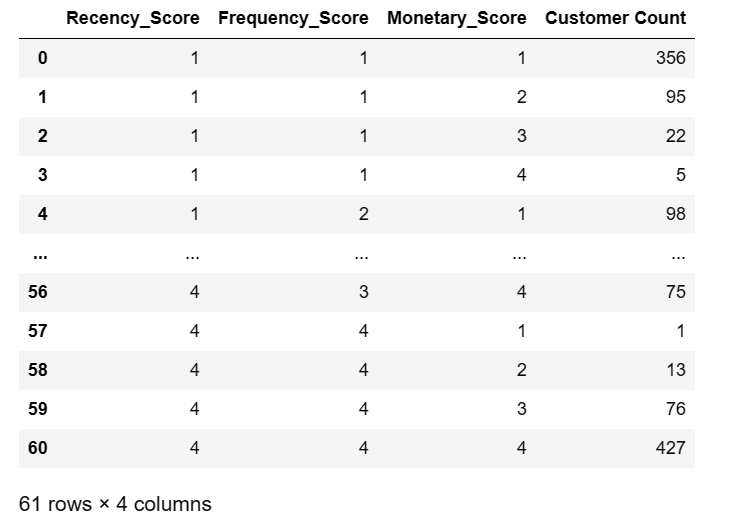 Recency_Score Frequency_Score Monetary_Score Customer Count
0 1 1 1 356
1 1 1 2 95
2 1 1 3 22
3 1 1 4 5
4 1 2 1 98
... ... ... ... ...
56 4 3 4 75
57 4 4 1 1
58 4 4 2 13
59 4 4 3 76
60 4 4 4 427
61 rows × 4 columns